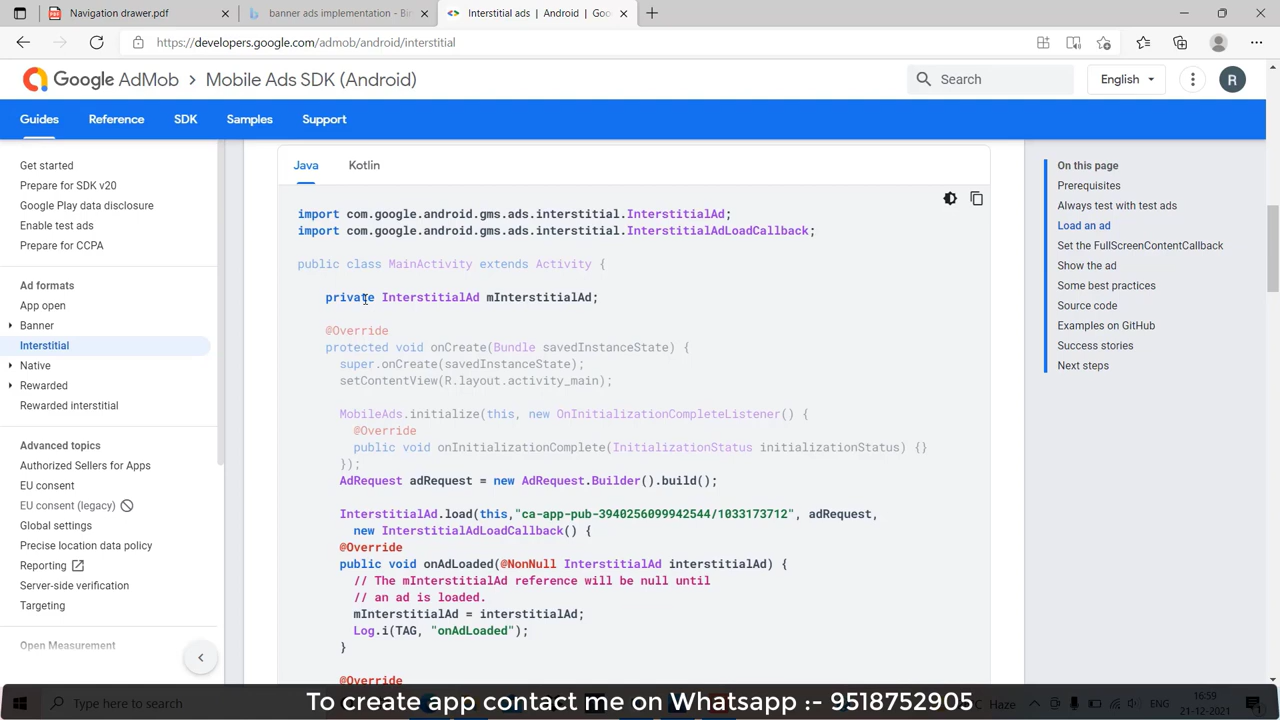 Navigation drawer.pdf
banner ads implementation - Bin
Interstitial ads | Android | Goo
https://developers.google.com/admob/android/interstitial
Google AdMob > Mobile Ads SDK (Android)
Search
English
R
Guides
Reference
SDK
Samples
Support
Get started
Prepare for SDK v20
Google Play data disclosure
Enable test ads
Prepare for CCPA
Ad formats
App open
Banner
Interstitial
Native
Rewarded
Rewarded interstitial
Advanced topics
Authorized Sellers for Apps
EU consent
EU consent (legacy)
Global settings
Precise location data policy
Reporting
Server-side verification
Targeting
Open Measurement
Java
Kotlin
import com.google.android.gms.ads.interstitial.InterstitialAd;
import com.google.android.gms.ads.interstitial.InterstitialAdLoadCallback;
public class MainActivity extends Activity {
private InterstitialAd mInterstitialAd;
@Override
protected void onCreate(Bundle savedInstanceState) {
super.onCreate(savedInstanceState);
setContentView(R.layout.activity_main);
MobileAds.initialize(this, new OnInitializationCompleteListener() {
@Override
public void onInitializationComplete(InitializationStatus initializationStatus) {}
});
AdRequest adRequest = new AdRequest.Builder().build();
InterstitialAd.load(this,"ca-app-pub-3940256099942544/1033173712", adRequest,
new InterstitialAdLoadCallback() {
@Override
public void onAdLoaded(@NonNull InterstitialAd interstitialAd) {
// The mInterstitialAd reference will be null until
// an ad is loaded.
mInterstitialAd = interstitialAd;
Log.i(TAG, "onAdLoaded");
}
@Override
On this page
Prerequisites
Always test with test ads
Load an ad
Set the FullScreenContentCallback
Show the ad
Some best practices
Source code
Examples on GitHub
Success stories
Next steps
To create app contact me on Whatsapp :- 9518752905
Type here to search
Haze
16:59
21-12-2021